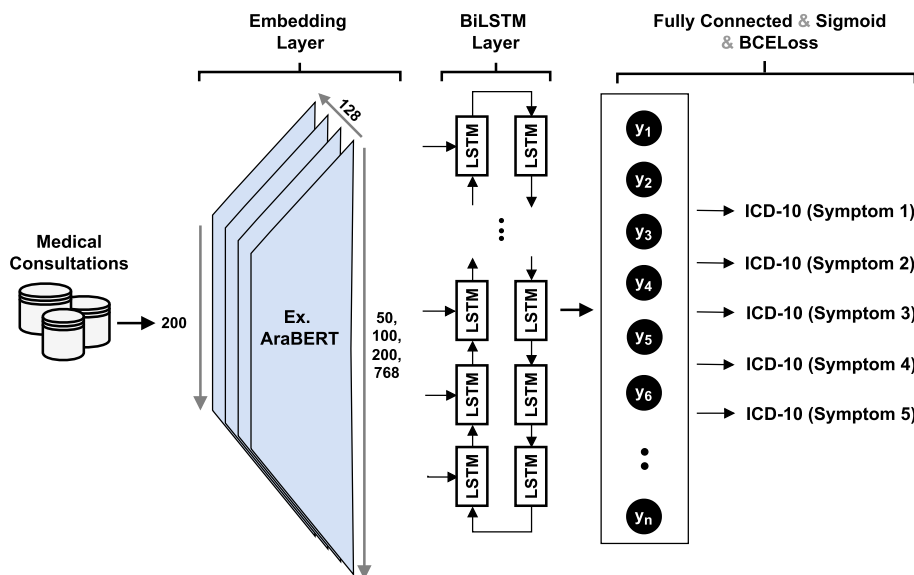 Embedding
Layer
BiLSTM
Layer
Fully Connected & Sigmoid
& BCELoss
Medical
Consultations
200
128
Ex.
AraBERT
50,
100,
200,
768
LSTM
LSTM
...
LSTM
LSTM
LSTM
LSTM
LSTM
LSTM
y1
y2
y3
y4
y5
y6
yn
ICD-10 (Symptom 1)
ICD-10 (Symptom 2)
ICD-10 (Symptom 3)
ICD-10 (Symptom 4)
ICD-10 (Symptom 5)